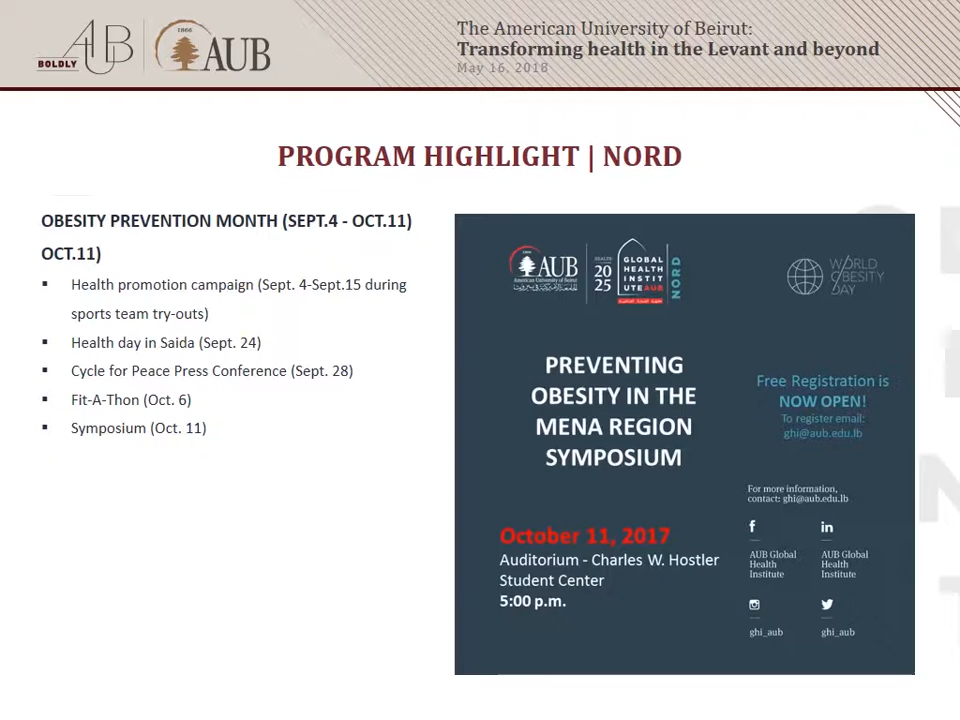 AUB
BOLDLY
1866
AUB
The American University of Beirut:
Transforming health in the Levant and beyond
May 16, 2018
PROGRAM HIGHLIGHT | NORD
OBESITY PREVENTION MONTH (SEPT.4 - OCT.11)
OCT.11)
Health promotion campaign (Sept. 4-Sept.15 during
sports team try-outs)
Health day in Saida (Sept. 24)
Cycle for Peace Press Conference (Sept. 28)
Fit-A-Thon (Oct. 6)
Symposium (Oct. 11)
AUB
American University of Beirut
HEALTH
20
25
GLOBAL
HEALTH
INSTIT
UTEAUB
NORD
WORLD
OBESITY
DAY
PREVENTING
OBESITY IN THE
MENA REGION
SYMPOSIUM
Free Registration is
NOW OPEN!
To register email:
ghi@aub.edu.lb
For more information,
contact: ghi@aub.edu.lb
October 11, 2017
Auditorium - Charles W. Hostler
Student Center
5:00 p.m.
AUB Global
Health
Institute
AUB Global
Health
Institute
ghi_aub
ghi_aub